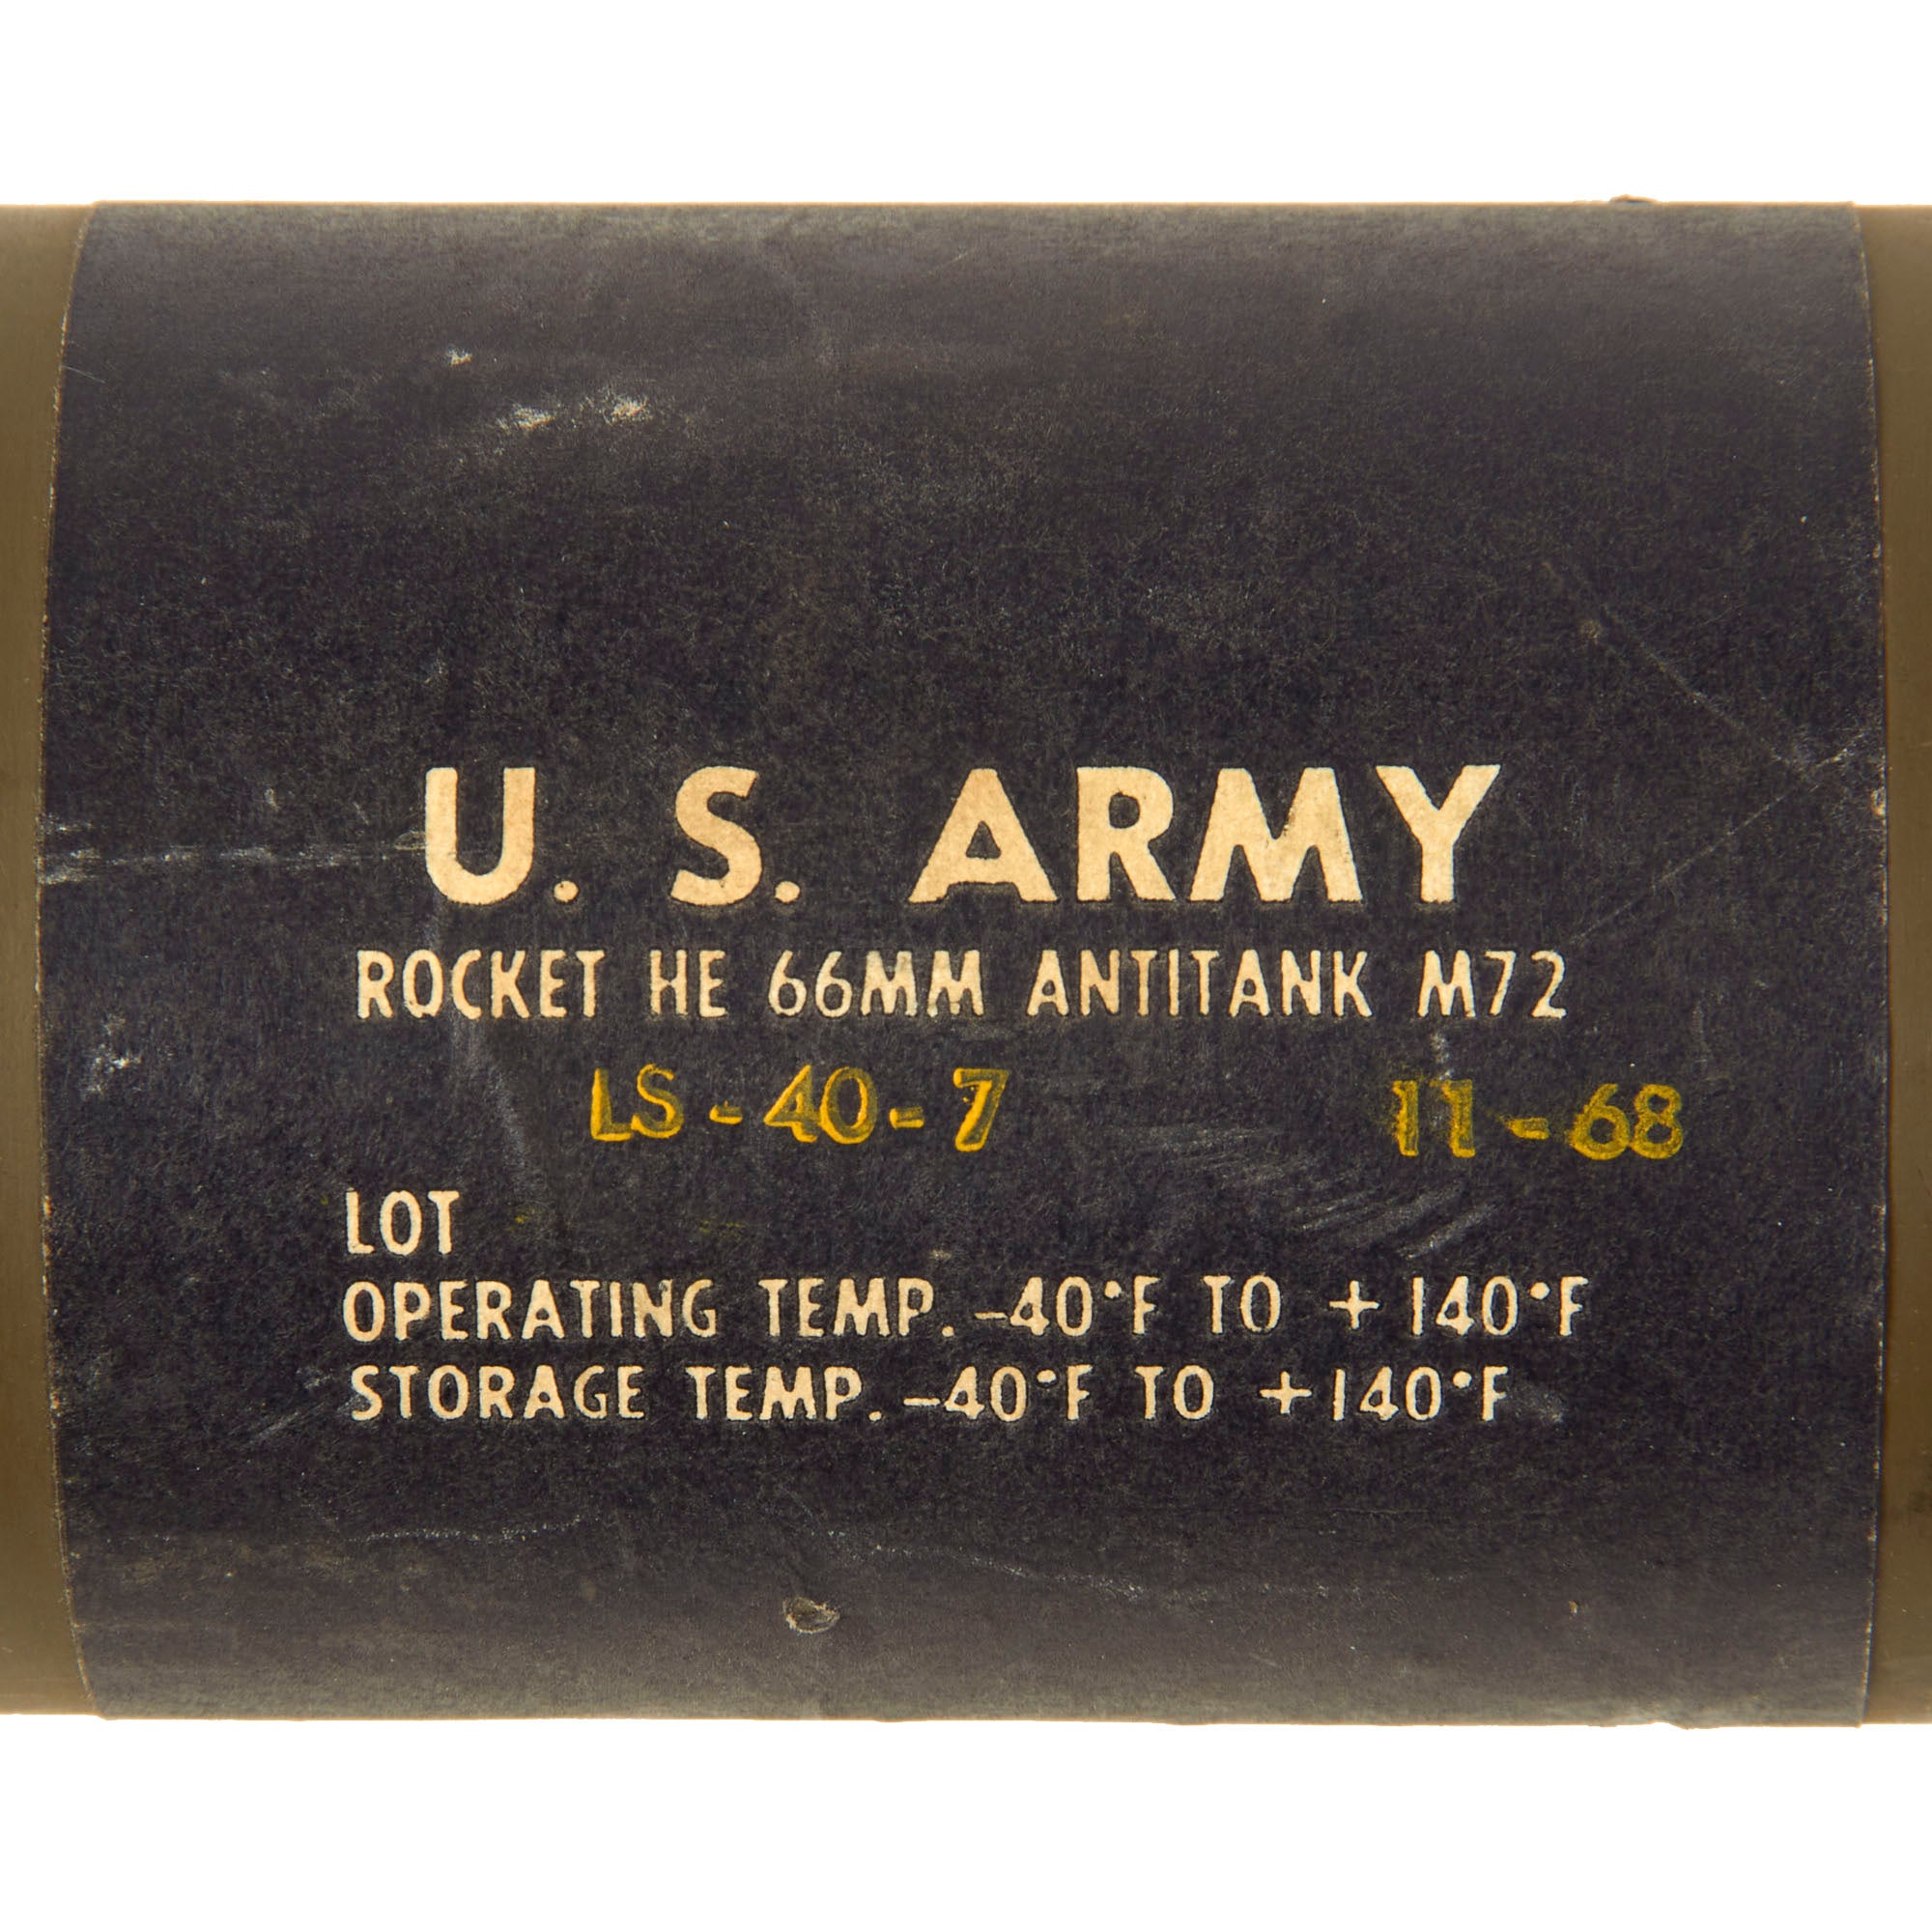 U. S. ARMY
ROCKET HE 66MM ANTITANK M72
LS-40-7 11-68
LOT
OPERATING TEMP. -40°F TO +140°F
STORAGE TEMP. -40°F TO +140°F